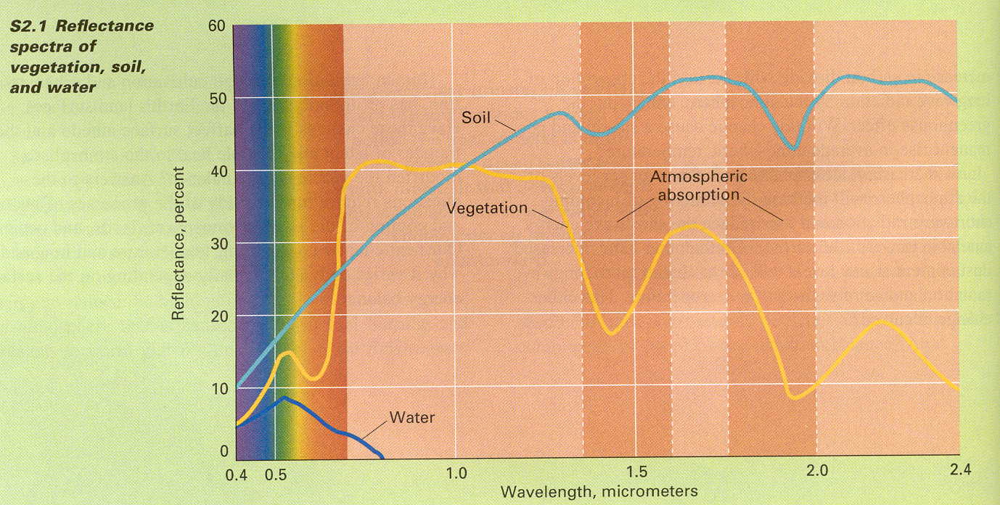 S2.1 Reflectance
spectra of
vegetation, soil,
and water
60
50
40
30
20
10
0
Reflectance, percent
Soil
Vegetation
Atmospheric
absorption
Water
0.4 0.5 1.0 1.5 2.0 2.4
Wavelength, micrometers